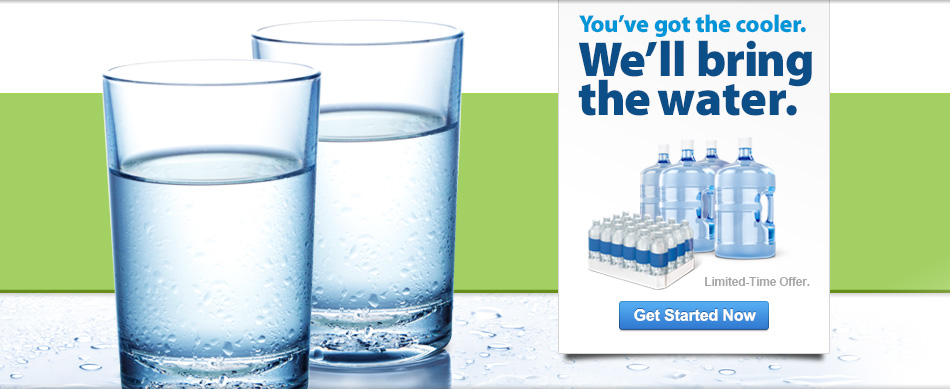 You've got the cooler.
We'll bring
the water.
Limited-Time Offer.
Get Started Now